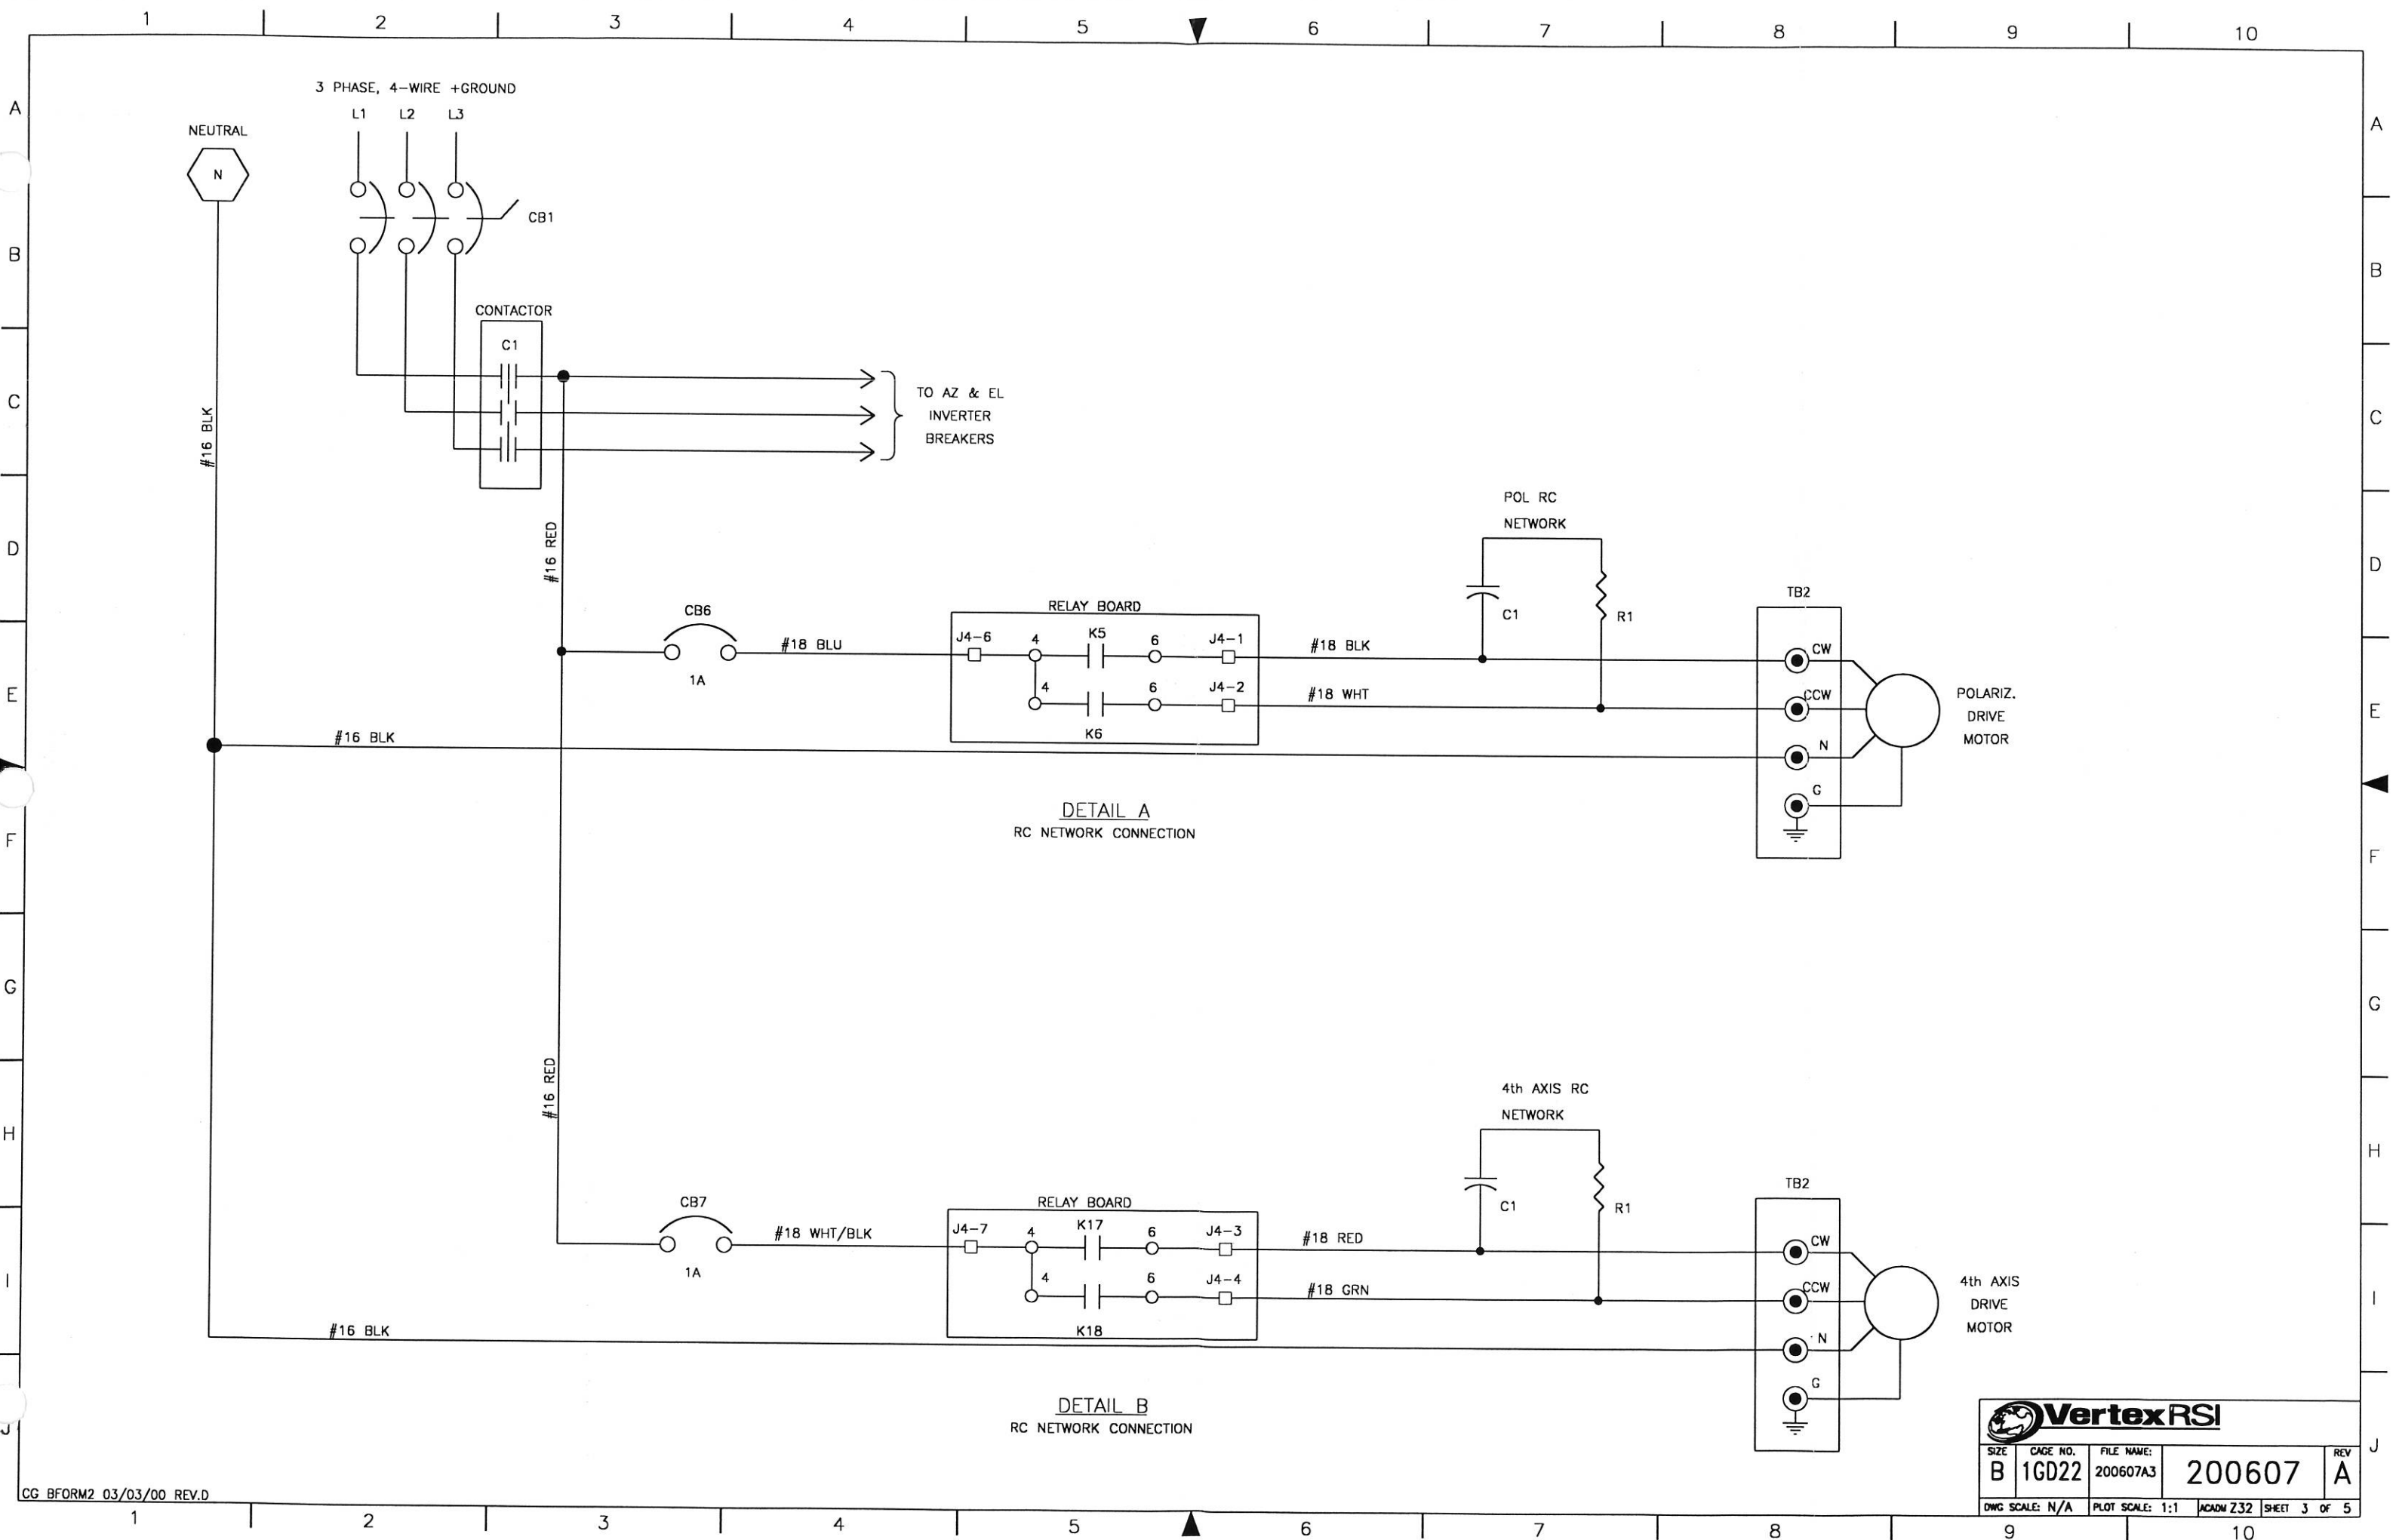 1 2 3 4 5 6 7 8 9 10
A A
B B
C C
D D
E E
F F
G G
H H
I I
J J
3 PHASE, 4-WIRE +GROUND
L1 L2 L3
NEUTRAL
N
CB1
CONTACTOR
C1
TO AZ & EL
INVERTER
BREAKERS
#16 BLK
#16 RED
POL RC
NETWORK
C1
R1
TB2
CB6
1A
#18 BLU
RELAY BOARD
J4-6 4 K5 6 J4-1
4 6 J4-2
K6
#18 BLK
#18 WHT
CW
CCW
N
G
POLARIZ.
DRIVE
MOTOR
#16 BLK
DETAIL A
RC NETWORK CONNECTION
#16 RED
4th AXIS RC
NETWORK
C1
R1
TB2
CB7
1A
#18 WHT/BLK
RELAY BOARD
J4-7 4 K17 6 J4-3
4 6 J4-4
K18
#18 RED
#18 GRN
CW
CCW
N
G
4th AXIS
DRIVE
MOTOR
#16 BLK
DETAIL B
RC NETWORK CONNECTION
VertexRSI
SIZE CAGE NO. FILE NAME: REV
B 1GD22 200607A3 200607 A
DWG SCALE: N/A PLOT SCALE: 1:1 ACADM Z32 SHEET 3 OF 5
CG BFORM2 03/03/00 REV.D
1 2 3 4 5 6 7 8 9 10